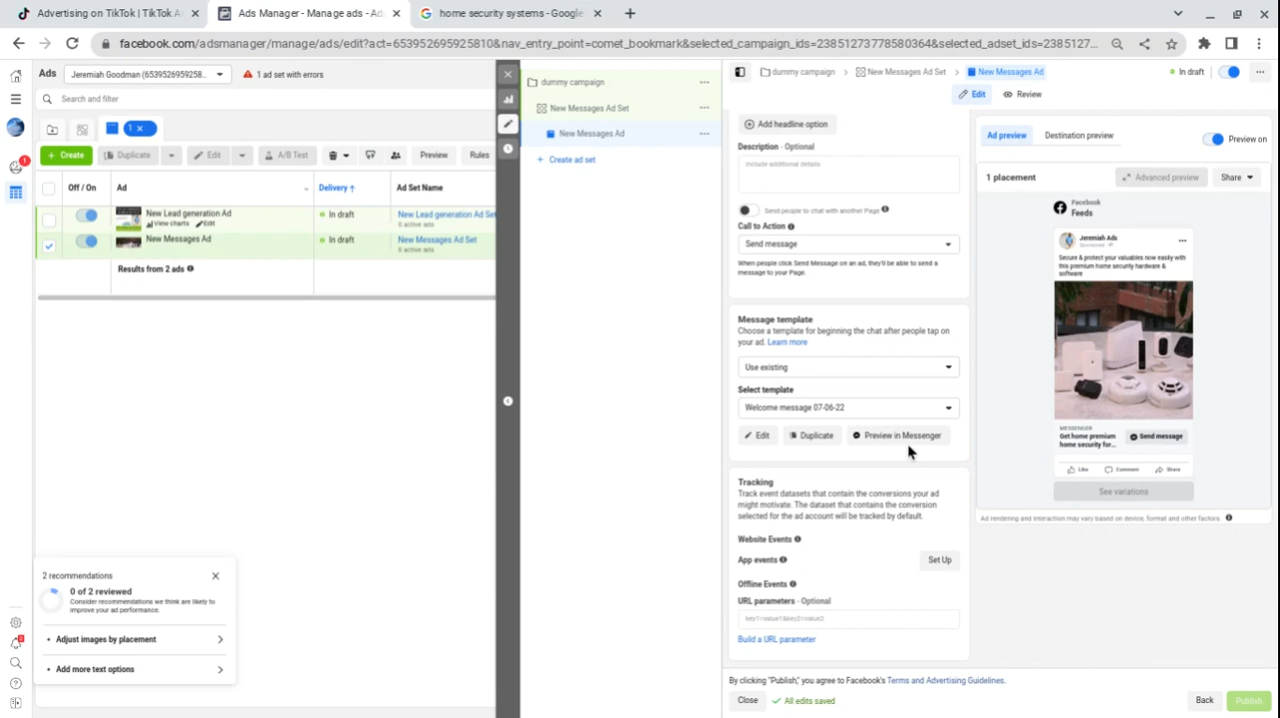 Advertising on TikTok | TikTok A
Ads Manager - Manage ads - Ads
home security systems - Google
facebook.com/adsmanager/manage/ads/edit?act=653952695925810&nav_entry_point=comet_bookmark&selected_campaign_ids=23851273778580364&selected_adset_ids=2385127...
Ads
Jeremiah Goodman (6539526959258...
1 ad set with errors
Search and filter
1
Create
Duplicate
Edit
A/B Test
Preview
Rules
Off / On
Ad
Delivery ↑
Ad Set Name
New Lead generation Ad
View charts
Edit
In draft
New Lead generation Ad Set
0 active ads
New Messages Ad
In draft
New Messages Ad Set
0 active ads
Results from 2 ads
2 recommendations
0 of 2 reviewed
Consider recommendations we think are likely to
improve your ad performance.
• Adjust images by placement
• Add more text options
dummy campaign
New Messages Ad Set
New Messages Ad
+ Create ad set
dummy campaign
New Messages Ad Set
New Messages Ad
In draft
Edit
Review
Add headline option
Description · Optional
Include additional details
Send people to chat with another Page
Call to Action
Send message
When people click Send Message on an ad, they'll be able to send a
message to your Page.
Message template
Choose a template for beginning the chat after people tap on
your ad. Learn more
Use existing
Select template
Welcome message 07-06-22
Edit
Duplicate
Preview in Messenger
Tracking
Track event datasets that contain the conversions your ad
might motivate. The dataset that contains the conversion
selected for the ad account will be tracked by default.
Website Events
App events
Set Up
Offline Events
URL parameters · Optional
key1=value1&key2=value2
Build a URL parameter
By clicking "Publish," you agree to Facebook's Terms and Advertising Guidelines.
Close
All edits saved
Back
Publish
Ad preview
Destination preview
Preview on
1 placement
Advanced preview
Share
Facebook
Feeds
Jeremiah Ads
Sponsored
Secure & protect your valuables now easily with
this premium home security hardware &
software
MESSENGER
Get home premium
home security for...
Send message
Like
Comment
Share
See variations
Ad rendering and interaction may vary based on device, format and other factors.